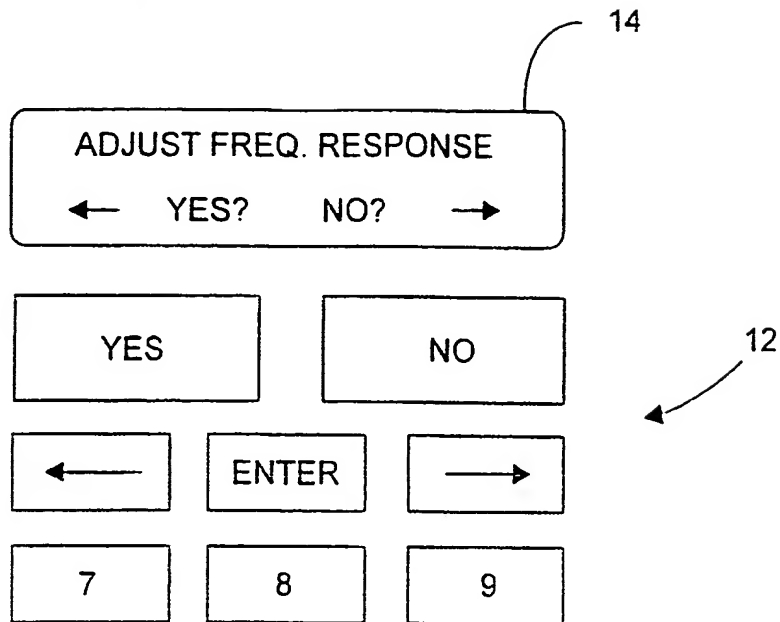 14
ADJUST FREQ. RESPONSE
← YES? NO? →
YES NO
12
← ENTER →
7 8 9